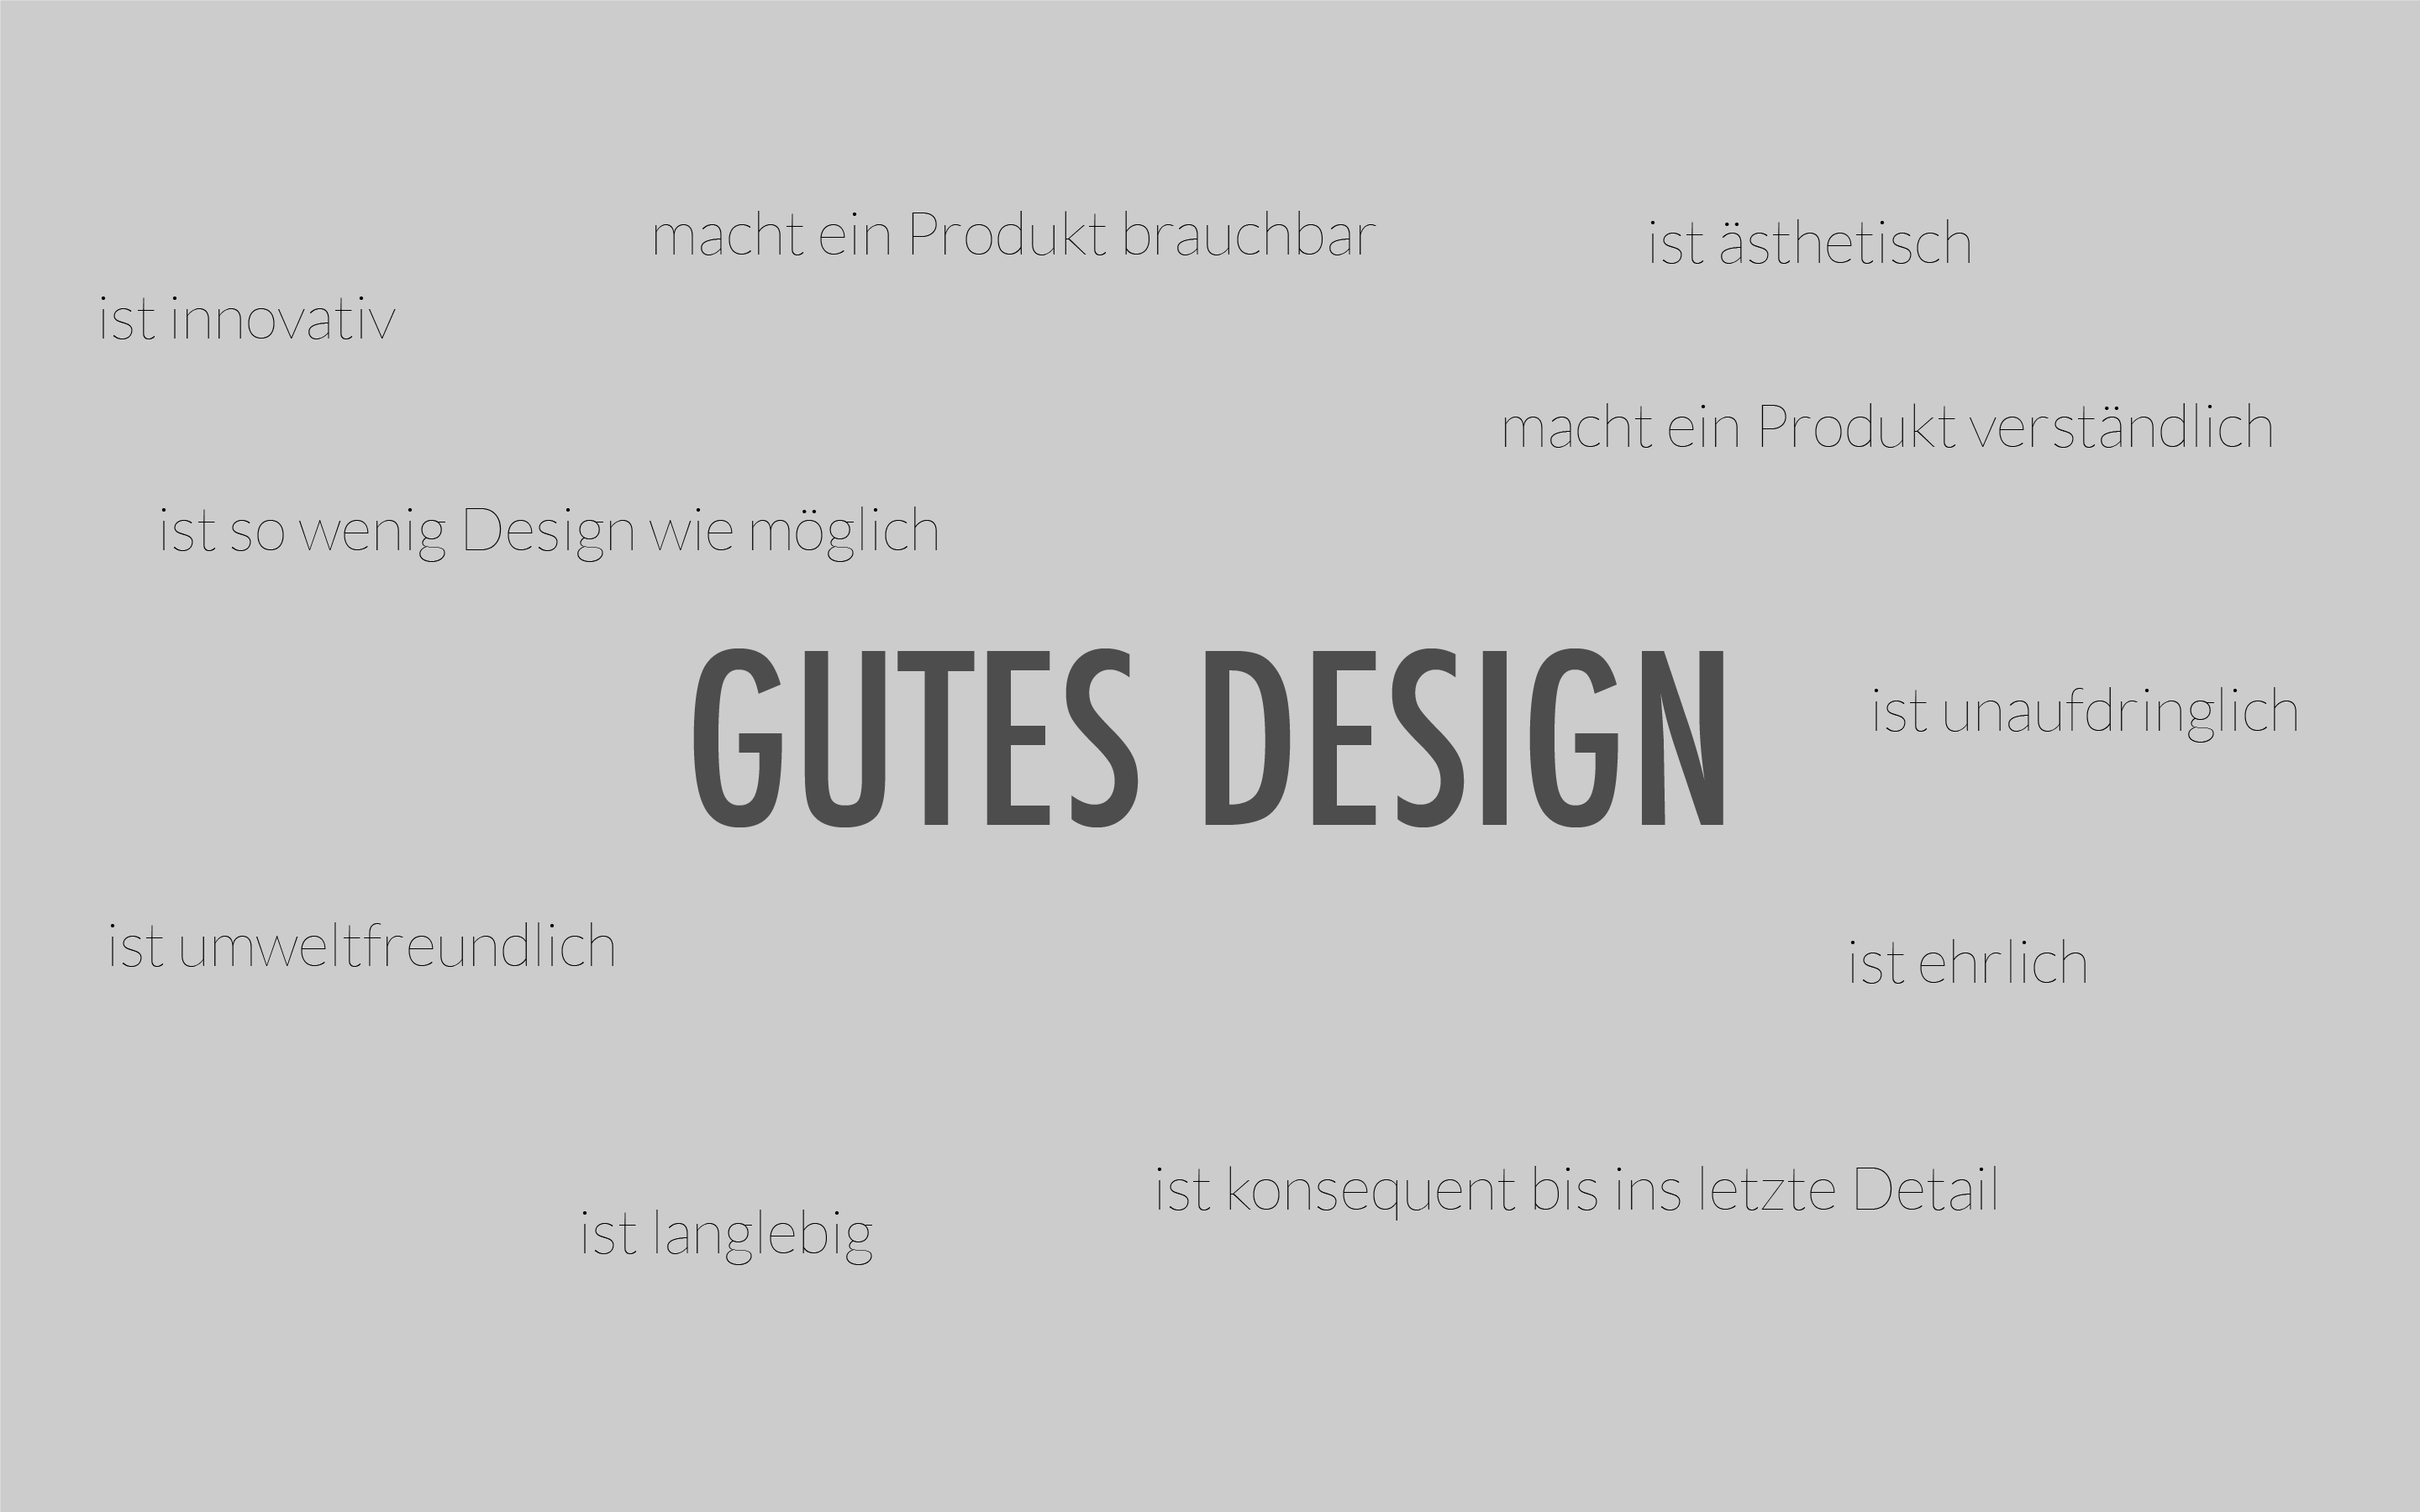 macht ein Produkt brauchbar
ist ästhetisch
ist innovativ
macht ein Produkt verständlich
ist so wenig Design wie möglich
GUTES DESIGN
ist unaufdringlich
ist umweltfreundlich
ist ehrlich
ist konsequent bis ins letzte Detail
ist langlebig